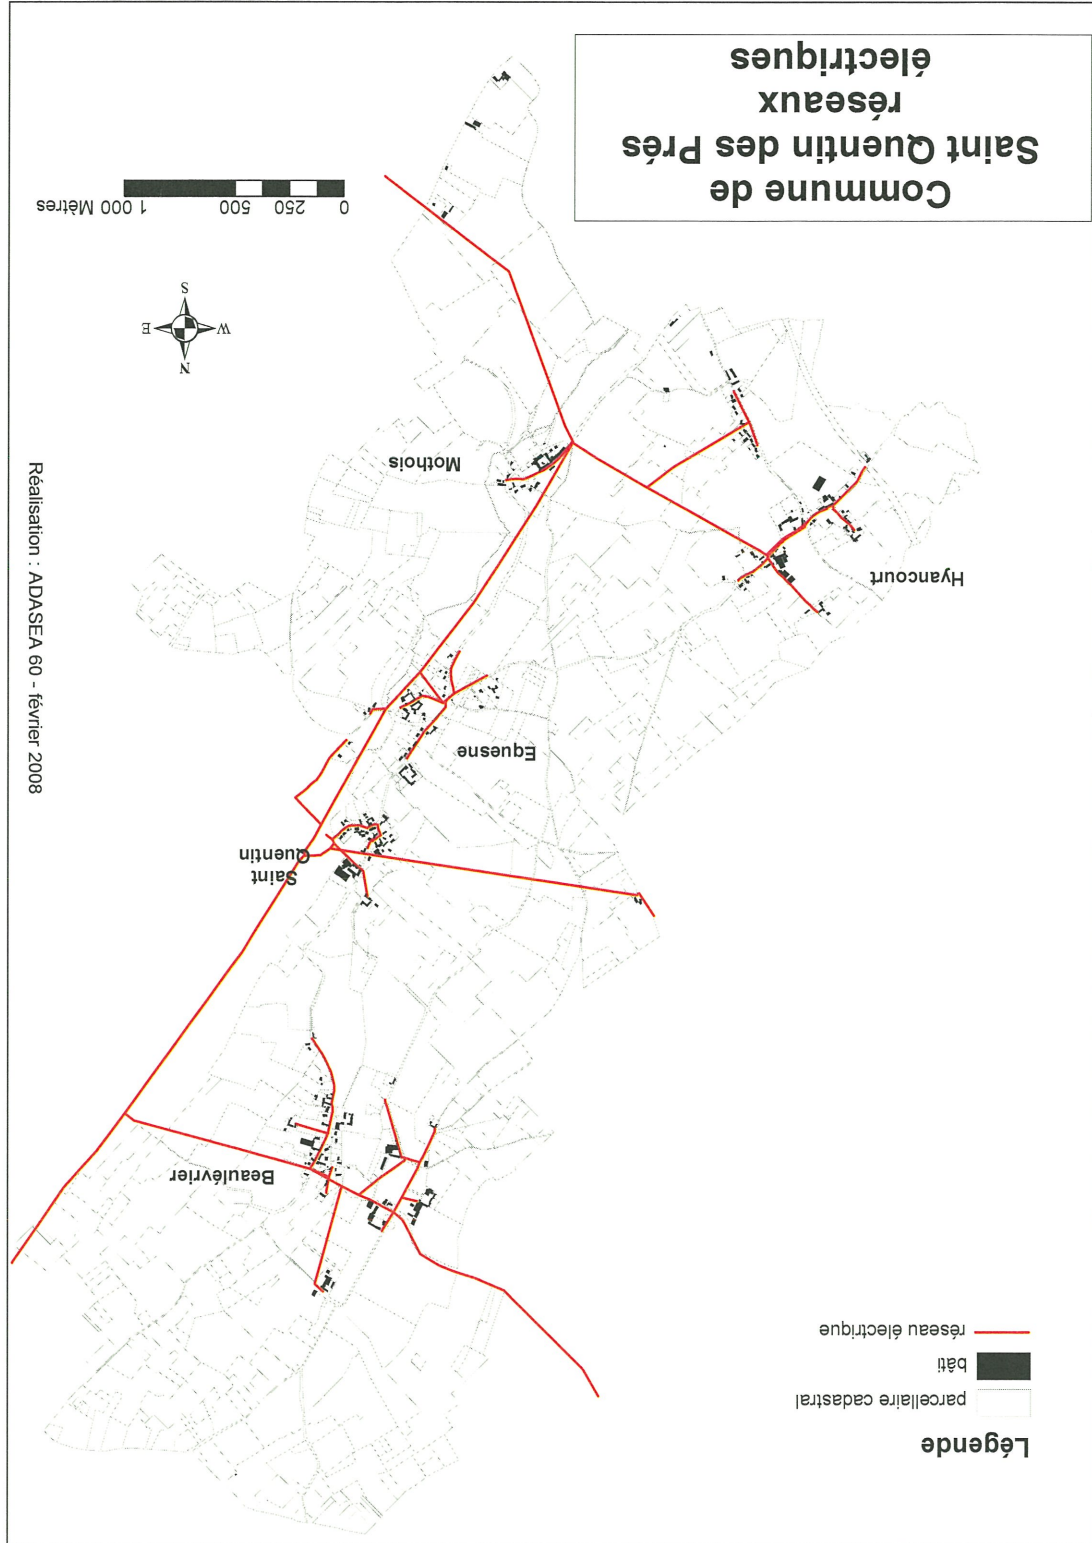 Commune de
Saint Quentin des Prés
réseaux
électriques
0 250 500 1 000 Mètres
N
W
E
S
Mothois
Hyancourt
Equesne
Saint
Quentin
Beaulévrier
Légende
parcellaire cadastral
bâti
réseau électrique
Réalisation : ADASEA 60 - février 2008